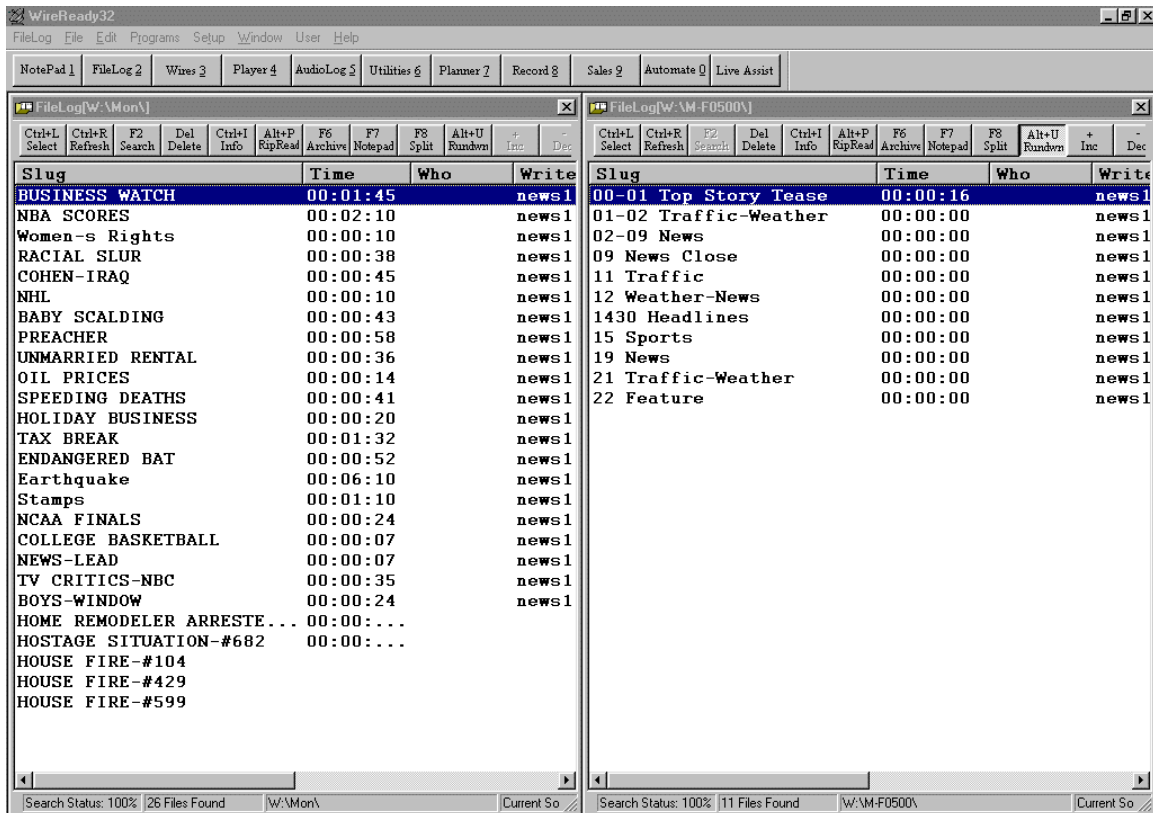 WireReady32
FileLog File Edit Programs Setup Window User Help
NotePad 1 FileLog 2 Wires 3 Player 4 AudioLog 5 Utilities 6 Planner 7 Record 8 Sales 9 Automate 0 Live Assist
FileLog[W:\Mon\]
Ctrl+L Ctrl+R F2 Del Ctrl+I Alt+P F6 F7 F8 Alt+U + -
Select Refresh Search Delete Info RipRead Archive Notepad Split Rundwn Inc Dec
Slug Time Who Write
BUSINESS WATCH 00:01:45 news1
NBA SCORES 00:02:10 news1
Women-s Rights 00:00:10 news1
RACIAL SLUR 00:00:38 news1
COHEN-IRAQ 00:00:45 news1
NHL 00:00:10 news1
BABY SCALDING 00:00:43 news1
PREACHER 00:00:58 news1
UNMARRIED RENTAL 00:00:36 news1
OIL PRICES 00:00:14 news1
SPEEDING DEATHS 00:00:41 news1
HOLIDAY BUSINESS 00:00:20 news1
TAX BREAK 00:01:32 news1
ENDANGERED BAT 00:00:52 news1
Earthquake 00:06:10 news1
Stamps 00:01:10 news1
NCAA FINALS 00:00:24 news1
COLLEGE BASKETBALL 00:00:07 news1
NEWS-LEAD 00:00:07 news1
TV CRITICS-NBC 00:00:35 news1
BOYS-WINDOW 00:00:24 news1
HOME REMODELER ARRESTE... 00:00:...
HOSTAGE SITUATION-#682 00:00:...
HOUSE FIRE-#104
HOUSE FIRE-#429
HOUSE FIRE-#599
Search Status: 100% 26 Files Found W:\Mon\ Current So
FileLog[W:\M-F0500\]
Ctrl+L Ctrl+R F2 Del Ctrl+I Alt+P F6 F7 F8 Alt+U + -
Select Refresh Search Delete Info RipRead Archive Notepad Split Rundwn Inc Dec
Slug Time Who Write
00-01 Top Story Tease 00:00:16 news1
01-02 Traffic-Weather 00:00:00 news1
02-09 News 00:00:00 news1
09 News Close 00:00:00 news1
11 Traffic 00:00:00 news1
12 Weather-News 00:00:00 news1
1430 Headlines 00:00:00 news1
15 Sports 00:00:00 news1
19 News 00:00:00 news1
21 Traffic-Weather 00:00:00 news1
22 Feature 00:00:00 news1
Search Status: 100% 11 Files Found W:\M-F0500\ Current So